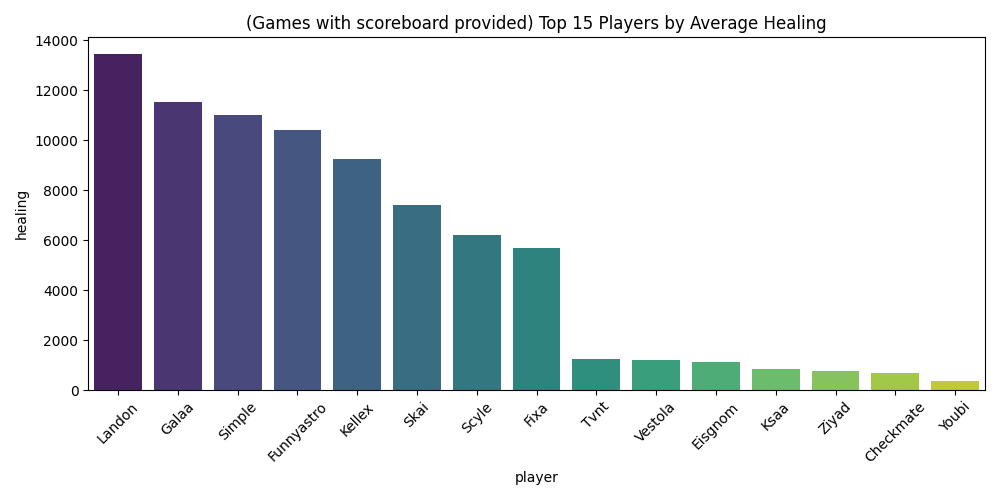 (Games with scoreboard provided) Top 15 Players by Average Healing
14000
12000
10000
8000
6000
4000
2000
0
healing
Landon
Galaa
Simple
Funnyastro
Kellex
Skai
Scyle
Fixa
Tvnt
Vestola
Eisgnom
Ksaa
Ziyad
Checkmate
Youbi
player